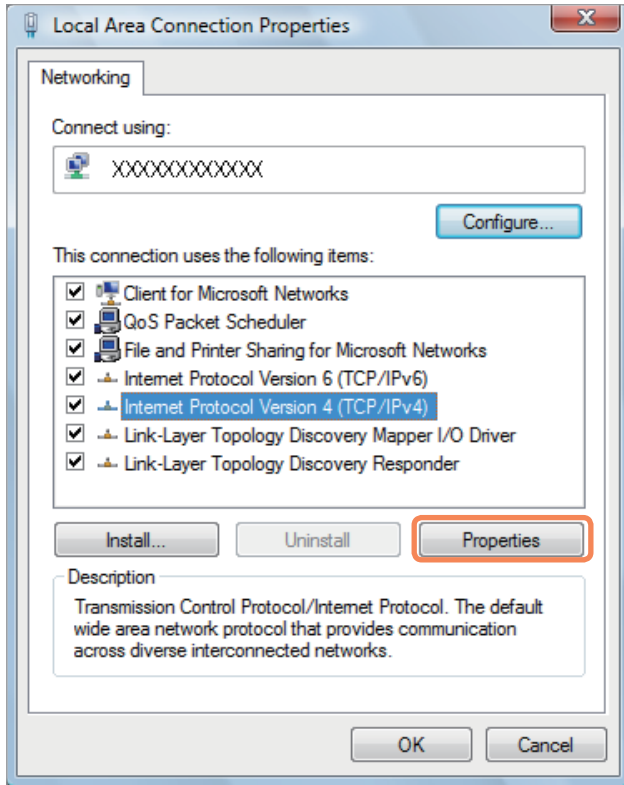 Local Area Connection Properties
Networking
Connect using:
XXXXXXXXXXXX
Configure...
This connection uses the following items:
Client for Microsoft Networks
QoS Packet Scheduler
File and Printer Sharing for Microsoft Networks
Internet Protocol Version 6 (TCP/IPv6)
Internet Protocol Version 4 (TCP/IPv4)
Link-Layer Topology Discovery Mapper I/O Driver
Link-Layer Topology Discovery Responder
Install... Uninstall Properties
Description
Transmission Control Protocol/Internet Protocol. The default
wide area network protocol that provides communication
across diverse interconnected networks.
OK Cancel